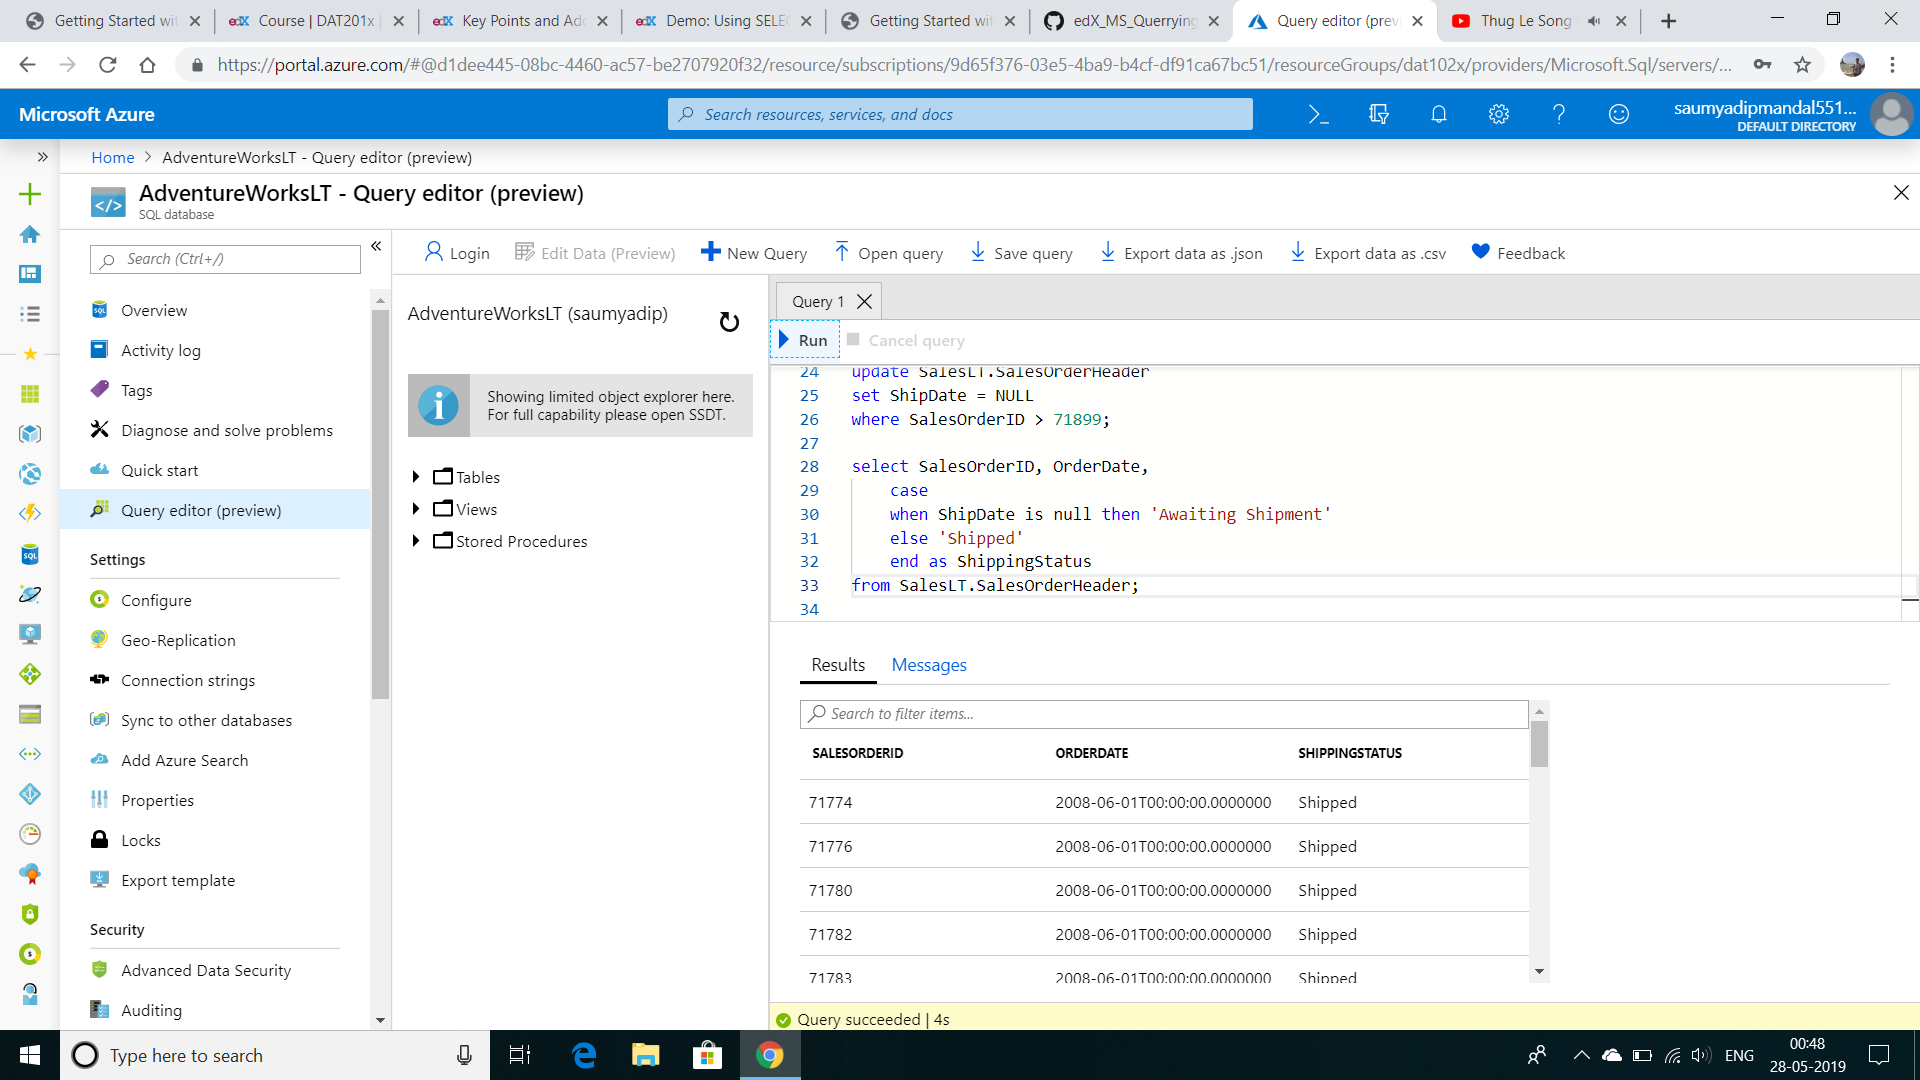 Getting Started wit
Course | DAT201x |
Key Points and Add
Demo: Using SELEC
Getting Started wit
edX_MS_Querrying
Query editor (previ
Thug Le Song
https://portal.azure.com/#@d1dee445-08bc-4460-ac57-be2707920f32/resource/subscriptions/9d65f376-03e5-4ba9-b4cf-df91ca67bc51/resourceGroups/dat102x/providers/Microsoft.Sql/servers/...
Microsoft Azure
Search resources, services, and docs
saumyadipmandal551...
DEFAULT DIRECTORY
Home > AdventureWorksLT - Query editor (preview)
AdventureWorksLT - Query editor (preview)
SQL database
Search (Ctrl+/)
Overview
Activity log
Tags
Diagnose and solve problems
Quick start
Query editor (preview)
Settings
Configure
Geo-Replication
Connection strings
Sync to other databases
Add Azure Search
Properties
Locks
Export template
Security
Advanced Data Security
Auditing
Login
Edit Data (Preview)
New Query
Open query
Save query
Export data as .json
Export data as .csv
Feedback
AdventureWorksLT (saumyadip)
Showing limited object explorer here.
For full capability please open SSDT.
Tables
Views
Stored Procedures
Query 1
Run
Cancel query
24 update SalesLT.SalesOrderHeader
25 set ShipDate = NULL
26 where SalesOrderID > 71899;
27
28 select SalesOrderID, OrderDate,
29 case
30 when ShipDate is null then 'Awaiting Shipment'
31 else 'Shipped'
32 end as ShippingStatus
33 from SalesLT.SalesOrderHeader;
34
Results Messages
Search to filter items...
SALESORDERID ORDERDATE SHIPPINGSTATUS
71774 2008-06-01T00:00:00.0000000 Shipped
71776 2008-06-01T00:00:00.0000000 Shipped
71780 2008-06-01T00:00:00.0000000 Shipped
71782 2008-06-01T00:00:00.0000000 Shipped
71783 2008-06-01T00:00:00.0000000 Shipped
Query succeeded | 4s
Type here to search
ENG
00:48
28-05-2019